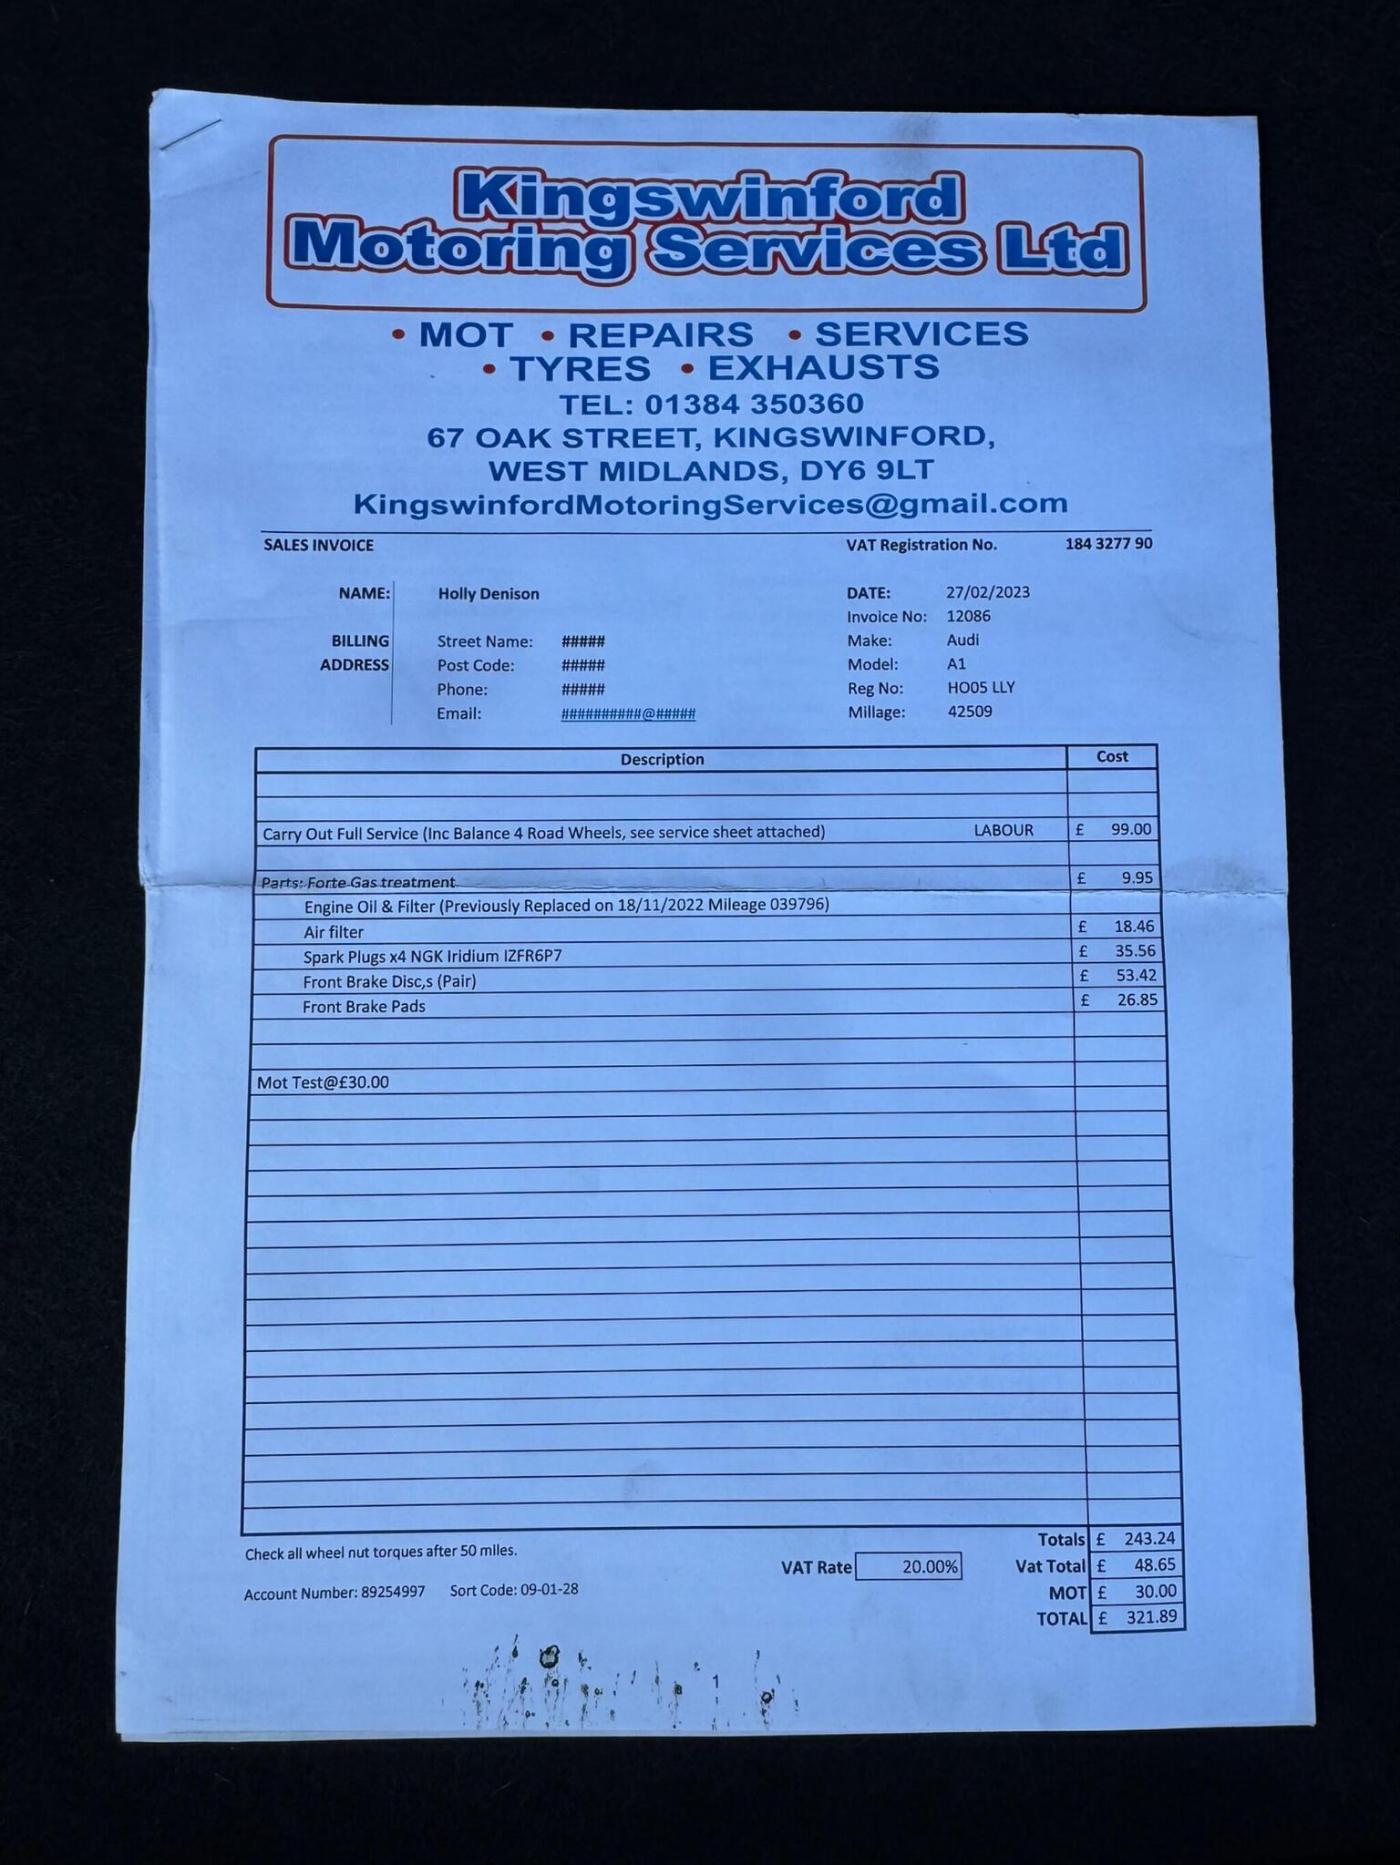 Kingswinford
Motoring Services Ltd
• MOT • REPAIRS • SERVICES
• TYRES • EXHAUSTS
TEL: 01384 350360
67 OAK STREET, KINGSWINFORD,
WEST MIDLANDS, DY6 9LT
KingswinfordMotoringServices@gmail.com
SALES INVOICE VAT Registration No. 184 3277 90
NAME: Holly Denison DATE: 27/02/2023
Invoice No: 12086
BILLING Street Name: ##### Make: Audi
ADDRESS Post Code: ##### Model: A1
Phone: ##### Reg No: HO05 LLY
Email: ##########@##### Millage: 42509
Description Cost
Carry Out Full Service (Inc Balance 4 Road Wheels, see service sheet attached) LABOUR £ 99.00
Parts: Forte Gas treatment £ 9.95
Engine Oil & Filter (Previously Replaced on 18/11/2022 Mileage 039796)
Air filter £ 18.46
Spark Plugs x4 NGK Iridium IZFR6P7 £ 35.56
Front Brake Disc,s (Pair) £ 53.42
Front Brake Pads £ 26.85
Mot Test@£30.00
Totals £ 243.24
Check all wheel nut torques after 50 miles.
VAT Rate 20.00% Vat Total £ 48.65
Account Number: 89254997 Sort Code: 09-01-28 MOT £ 30.00
TOTAL £ 321.89